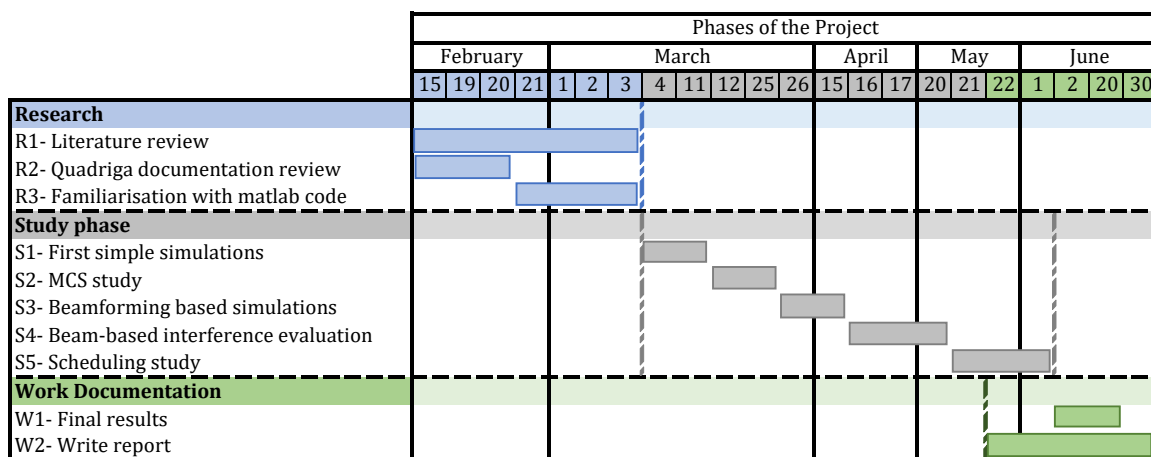 Phases of the Project
February March April May June
15 19 20 21 1 2 3 4 11 12 25 26 15 16 17 20 21 22 1 2 20 30
Research
R1- Literature review
R2- Quadriga documentation review
R3- Familiarisation with matlab code
Study phase
S1- First simple simulations
S2- MCS study
S3- Beamforming based simulations
S4- Beam-based interference evaluation
S5- Scheduling study
Work Documentation
W1- Final results
W2- Write report